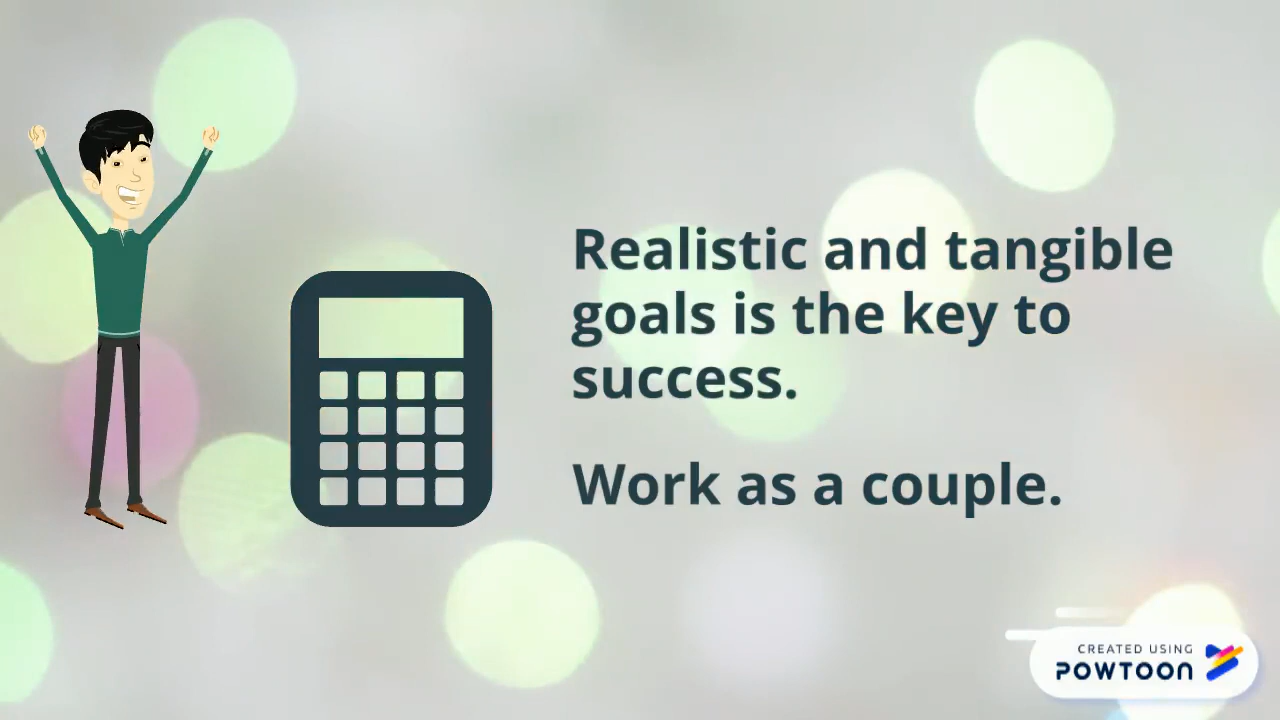 Realistic and tangible
goals is the key to
success.
Work as a couple.
CREATED USING
POWTOON